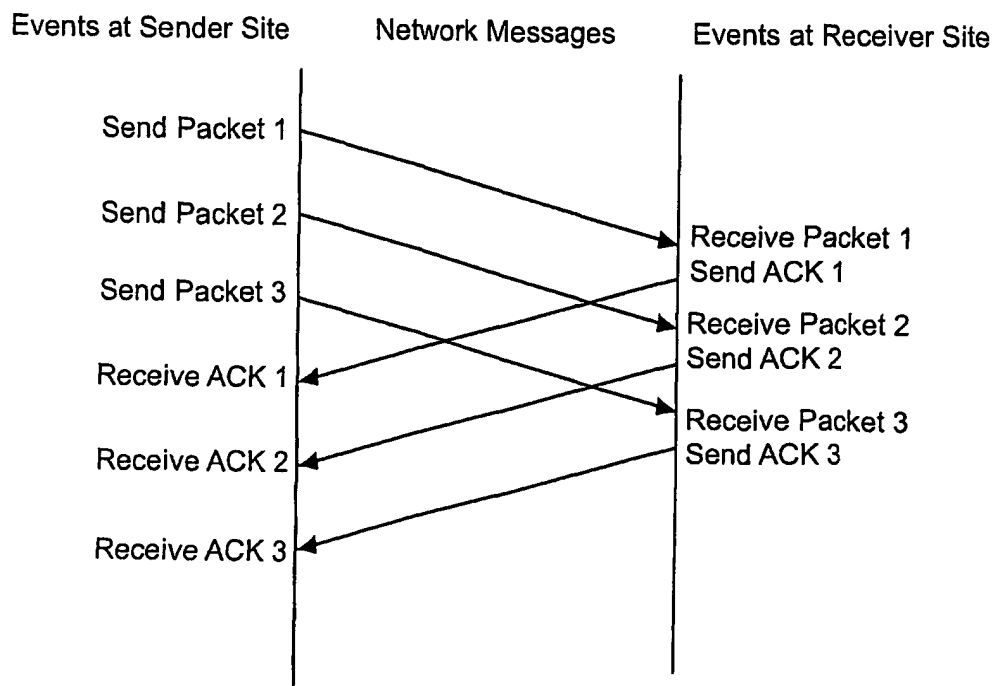 Events at Sender Site
Network Messages
Events at Receiver Site
Send Packet 1
Send Packet 2
Send Packet 3
Receive ACK 1
Receive ACK 2
Receive ACK 3
Receive Packet 1
Send ACK 1
Receive Packet 2
Send ACK 2
Receive Packet 3
Send ACK 3